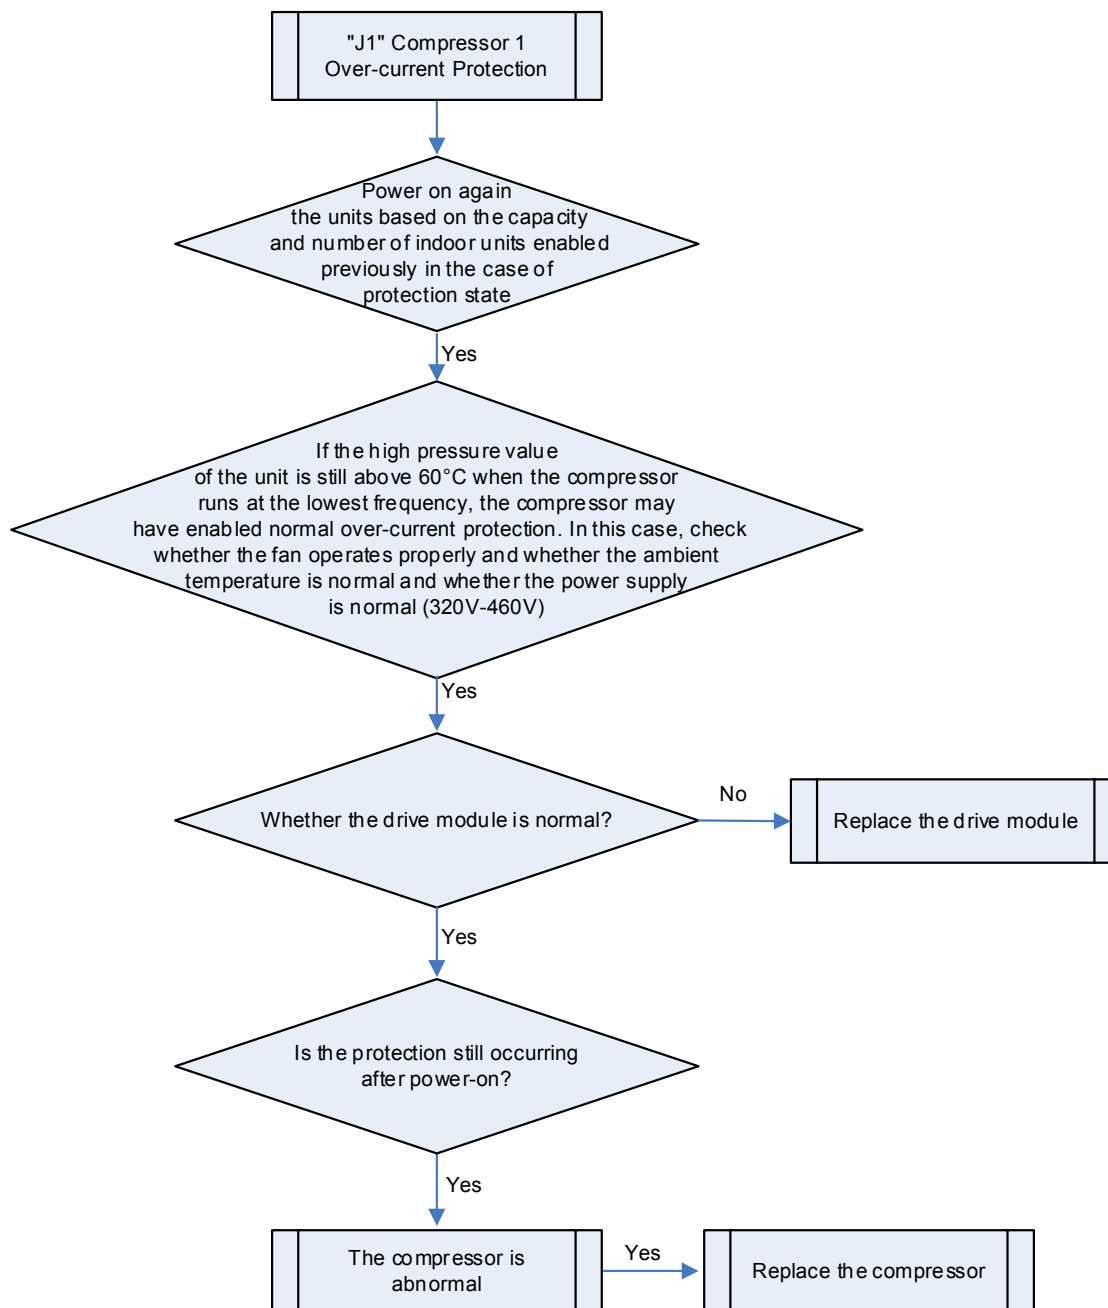 "J1" Compressor 1
Over-current Protection
Power on again
the units based on the capacity
and number of indoor units enabled
previously in the case of
protection state
Yes
If the high pressure value
of the unit is still above 60°C when the compressor
runs at the lowest frequency, the compressor may
have enabled normal over-current protection. In this case, check
whether the fan operates properly and whether the ambient
temperature is normal and whether the power supply
is normal (320V-460V)
Yes
Whether the drive module is normal?
No
Replace the drive module
Yes
Is the protection still occurring
after power-on?
Yes
The compressor is
abnormal
Yes
Replace the compressor